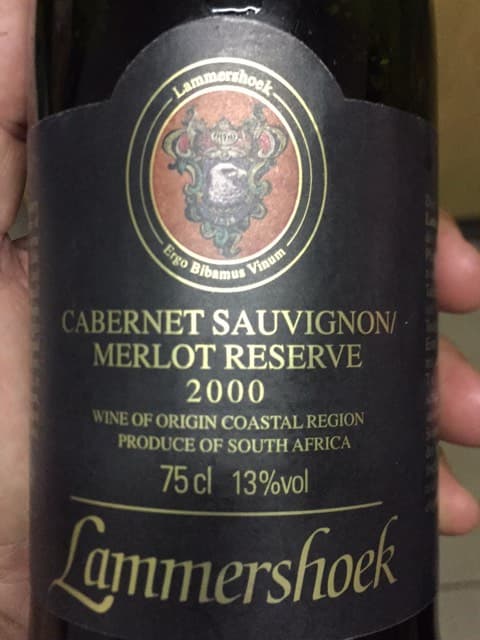 Lammershoek
Ergo Bibamus Vinum
CABERNET SAUVIGNON/
MERLOT RESERVE
2000
WINE OF ORIGIN COASTAL REGION
PRODUCE OF SOUTH AFRICA
75 cl 13%vol
Lammershoek